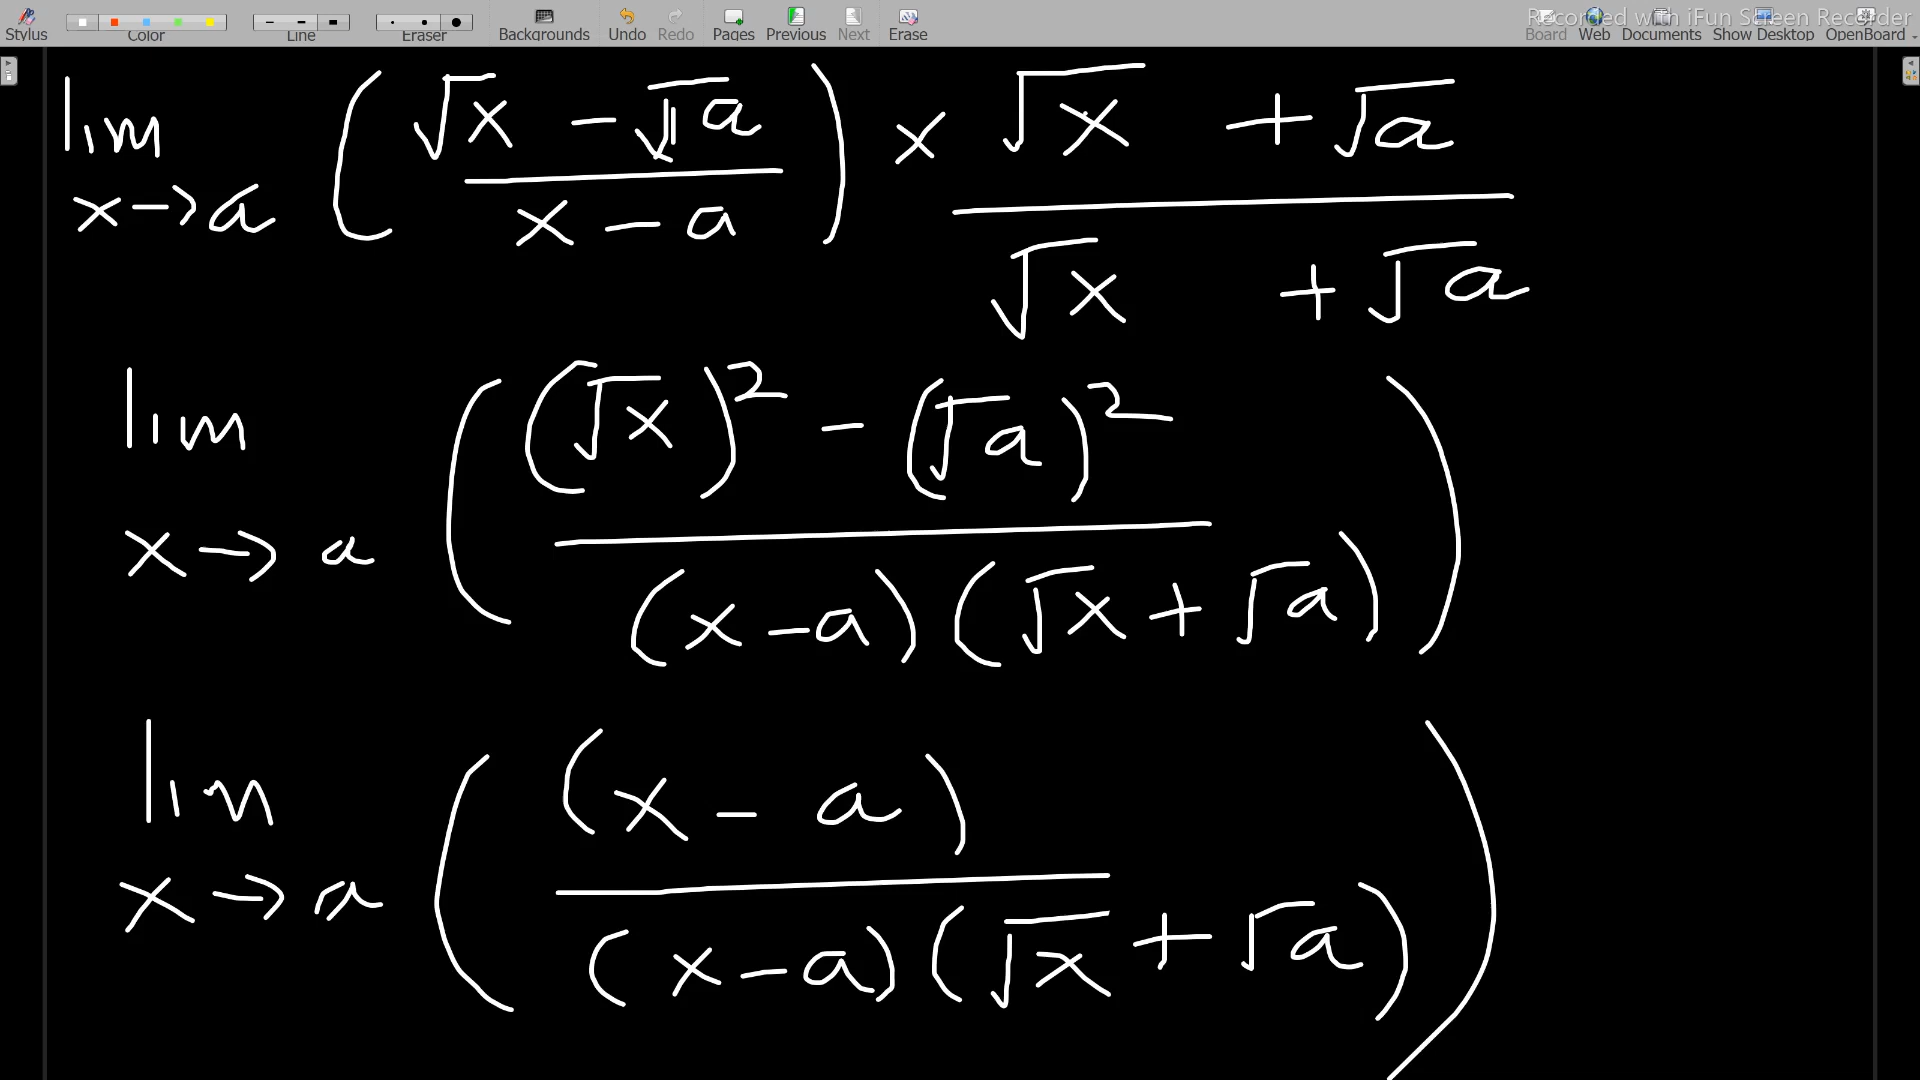 Stylus Color Line Eraser Backgrounds Undo Redo Pages Previous Next Erase Board Web Documents Show Desktop OpenBoard
Recorded with iFun Screen Recorder
lim x→a ( (√x − √a) / (x − a) ) × (√x + √a) / (√x + √a)
lim x→a ( ((√x)² − (√a)²) / ((x−a)(√x + √a)) )
lim x→a ( (x − a) / ((x−a)(√x + √a)) )